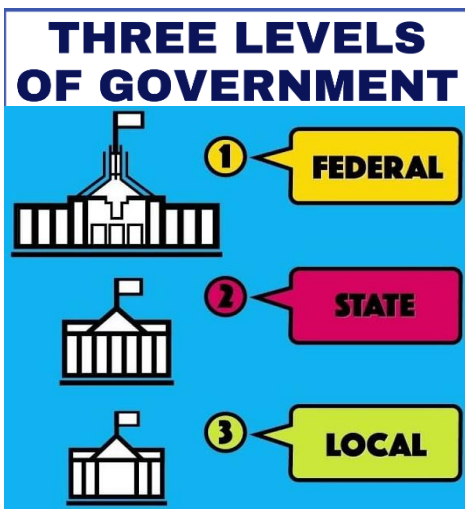 THREE LEVELS
OF GOVERNMENT
1 FEDERAL
2 STATE
3 LOCAL